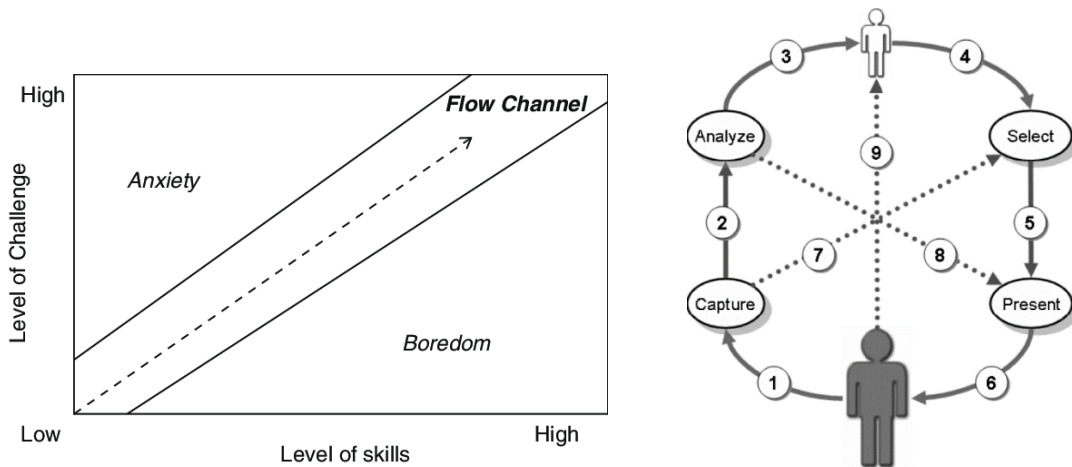 High
Level of Challenge
Anxiety
Flow Channel
Boredom
Low
High
Level of skills
3
4
Analyze
Select
9
2
5
7
8
Capture
Present
1
6